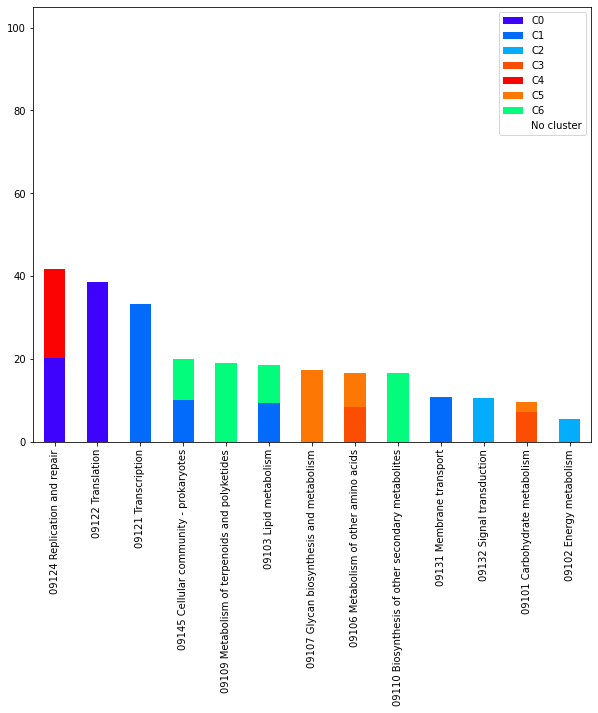 100
80
60
40
20
0
C0
C1
C2
C3
C4
C5
C6
No cluster
09124 Replication and repair
09122 Translation
09121 Transcription
09145 Cellular community - prokaryotes
09109 Metabolism of terpenoids and polyketides
09103 Lipid metabolism
09107 Glycan biosynthesis and metabolism
09106 Metabolism of other amino acids
09110 Biosynthesis of other secondary metabolites
09131 Membrane transport
09132 Signal transduction
09101 Carbohydrate metabolism
09102 Energy metabolism